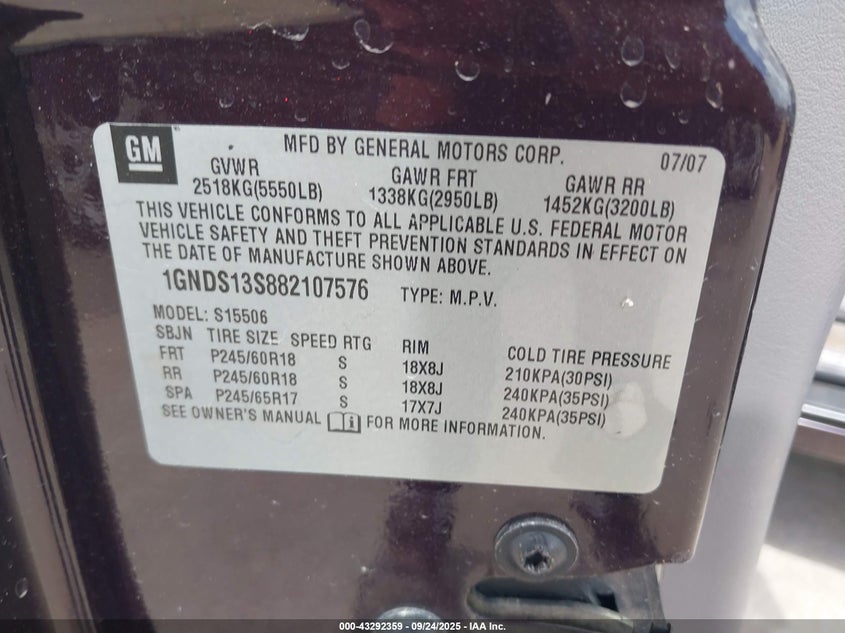 GM
MFD BY GENERAL MOTORS CORP. 07/07
GVWR GAWR FRT GAWR RR
2518KG(5550LB) 1338KG(2950LB) 1452KG(3200LB)
THIS VEHICLE CONFORMS TO ALL APPLICABLE U.S. FEDERAL MOTOR
VEHICLE SAFETY AND THEFT PREVENTION STANDARDS IN EFFECT ON
THE DATE OF MANUFACTURE SHOWN ABOVE.
1GNDS13S882107576 TYPE: M.P.V.
MODEL: S15506
SBJN TIRE SIZE SPEED RTG RIM COLD TIRE PRESSURE
FRT P245/60R18 S 18X8J 210KPA(30PSI)
RR P245/60R18 S 18X8J 240KPA(35PSI)
SPA P245/65R17 S 17X7J 240KPA(35PSI)
SEE OWNER'S MANUAL FOR MORE INFORMATION.
000-43292359 - 09/24/2025 - IAA Inc.